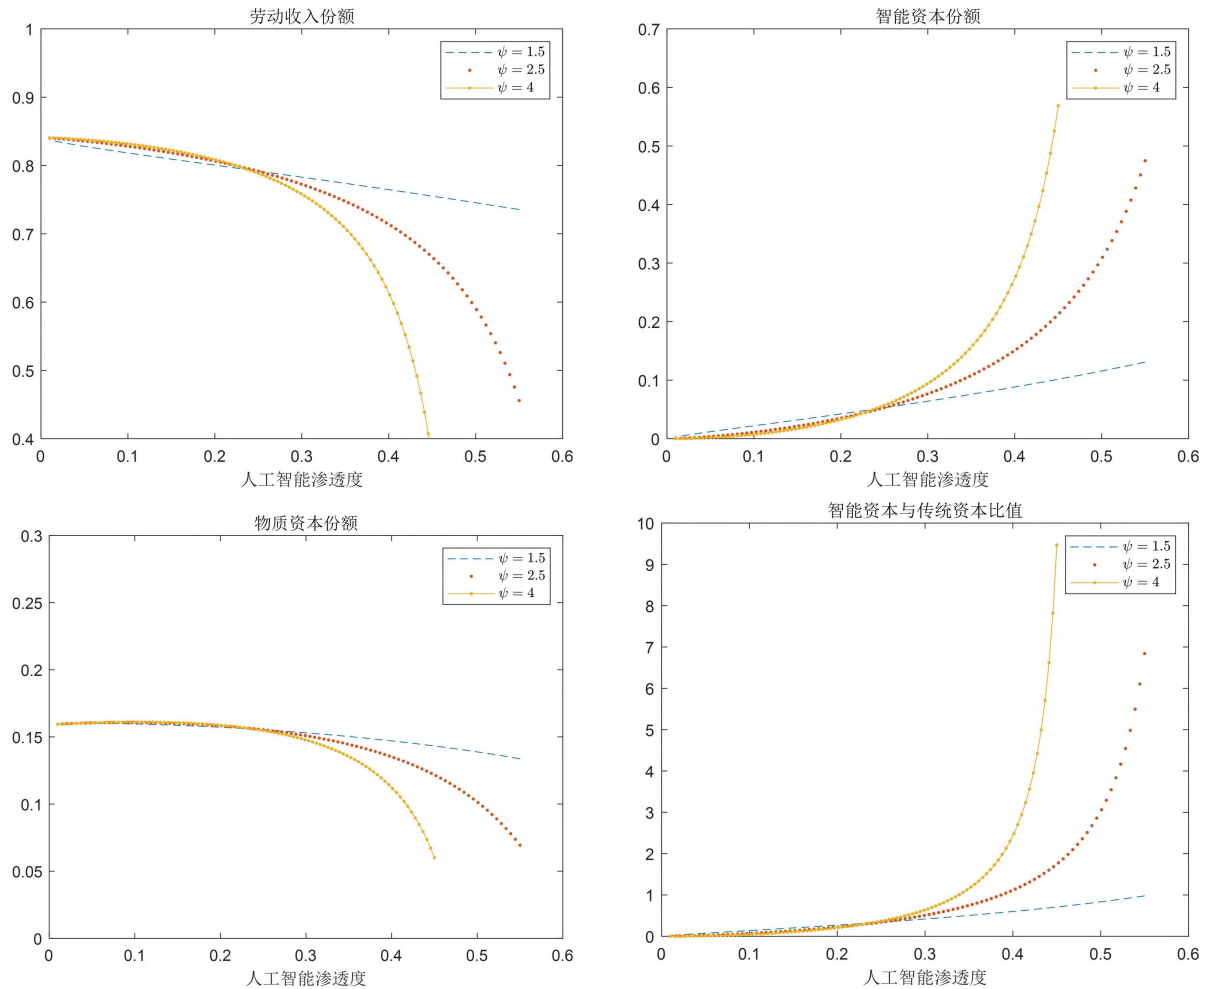 劳动收入份额
1
0.9
0.8
0.7
0.6
0.5
0.4
0 0.1 0.2 0.3 0.4 0.5 0.6
人工智能渗透度
ψ = 1.5
ψ = 2.5
ψ = 4
智能资本份额
0.7
0.6
0.5
0.4
0.3
0.2
0.1
0
0 0.1 0.2 0.3 0.4 0.5 0.6
人工智能渗透度
ψ = 1.5
ψ = 2.5
ψ = 4
物质资本份额
0.3
0.25
0.2
0.15
0.1
0.05
0
0 0.1 0.2 0.3 0.4 0.5 0.6
人工智能渗透度
ψ = 1.5
ψ = 2.5
ψ = 4
智能资本与传统资本比值
10
9
8
7
6
5
4
3
2
1
0
0 0.1 0.2 0.3 0.4 0.5 0.6
人工智能渗透度
ψ = 1.5
ψ = 2.5
ψ = 4